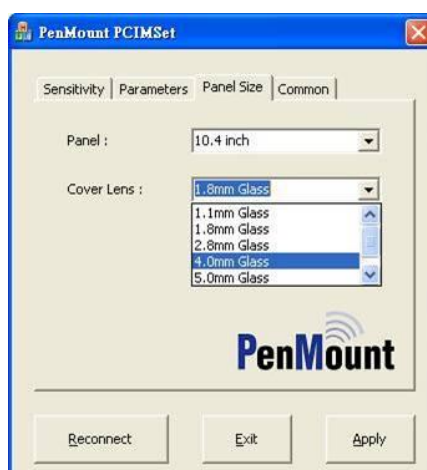 PenMount PCIMSet
Sensitivity Parameters Panel Size Common
Panel : 10.4 inch
Cover Lens : 1.8mm Glass
1.1mm Glass
1.8mm Glass
2.8mm Glass
4.0mm Glass
5.0mm Glass
PenMount
Reconnect Exit Apply